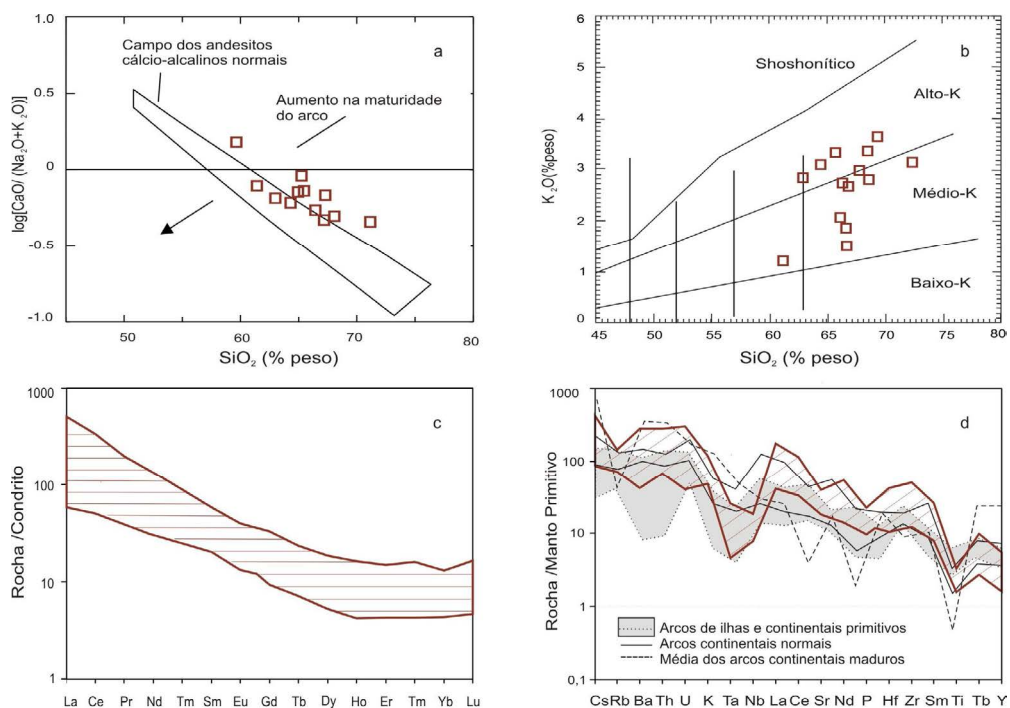 1.0
0.5
0
-0.5
-1.0
log[CaO/ (Na₂O+K₂O)]
a
Campo dos andesitos
cálcio-alcalinos normais
Aumento na maturidade
do arco
50
60
70
80
SiO₂ (% peso)
6
5
4
3
2
1
0
K₂O(%peso)
b
Shoshonítico
Alto-K
Médio-K
Baixo-K
45
50
55
60
65
70
75
80
SiO₂ (% peso)
1000
100
10
1
Rocha /Condrito
c
La Ce Pr Nd Tm Sm Eu Gd Tb Dy Ho Er Tm Yb Lu
1000
100
10
1
0,1
Rocha /Manto Primitivo
d
Arcos de ilhas e continentais primitivos
Arcos continentais normais
Média dos arcos continentais maduros
Cs Rb Ba Th U K Ta Nb La Ce Sr Nd P Hf Zr Sm Ti Tb Y